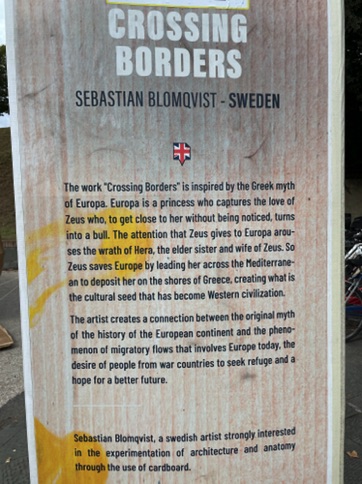 CROSSING
BORDERS
SEBASTIAN BLOMQVIST - SWEDEN
The work "Crossing Borders" is inspired by the Greek myth
of Europa. Europa is a princess who captures the love of
Zeus who, to get close to her without being noticed, turns
into a bull. The attention that Zeus gives to Europa arou-
ses the wrath of Hera, the elder sister and wife of Zeus. So
Zeus saves Europe by leading her across the Mediterrane-
an to deposit her on the shores of Greece, creating what is
the cultural seed that has become Western civilization.
The artist creates a connection between the original myth
of the history of the European continent and the pheno-
menon of migratory flows that involves Europe today, the
desire of people from war countries to seek refuge and a
hope for a better future.
Sebastian Blomqvist, a swedish artist strongly interested
in the experimentation of architecture and anatomy
through the use of cardboard.